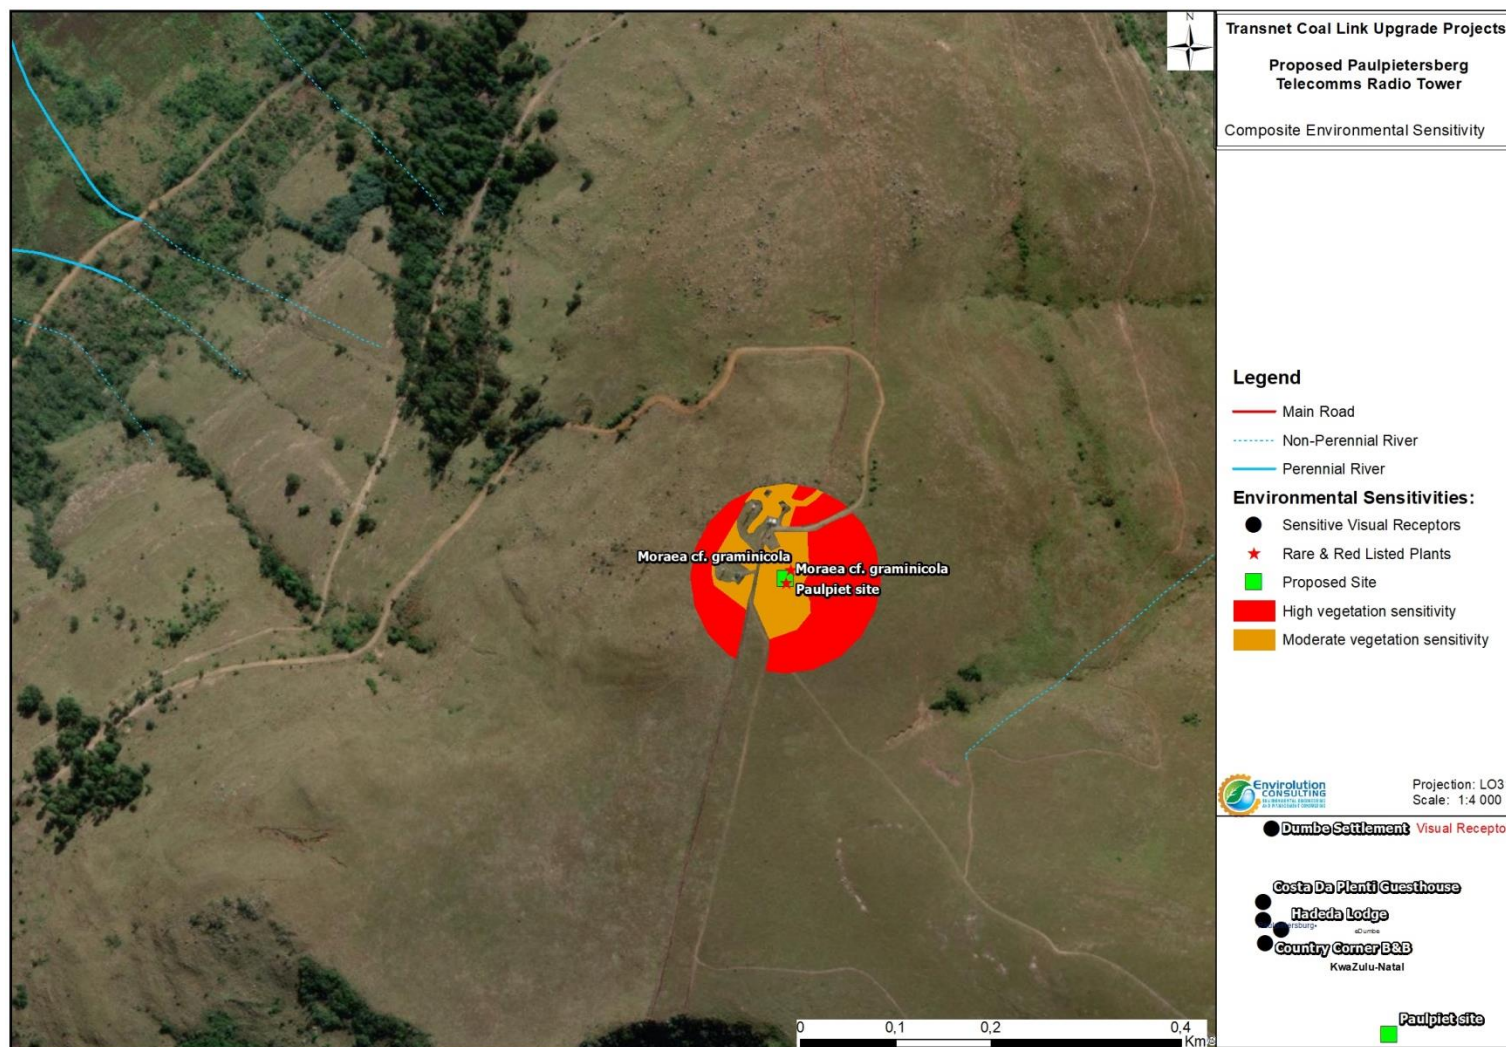 N
Transnet Coal Link Upgrade Projects
Proposed Paulpietersberg
Telecomms Radio Tower
Composite Environmental Sensitivity
Legend
Main Road
Non-Perennial River
Perennial River
Environmental Sensitivities:
Sensitive Visual Receptors
Rare & Red Listed Plants
Proposed Site
High vegetation sensitivity
Moderate vegetation sensitivity
Moraea cf. graminicola
Moraea cf. graminicola
Paulpiet site
Envirolution
CONSULTING
Projection: LO3
Scale: 1:4 000
Dumbe Settlement
Visual Recepto
Costa Da Plenti Guesthouse
Hadeda Lodge
eDumbe
Country Corner B&B
KwaZulu-Natal
Paulpiet site
0
0,1
0,2
0,4
Km